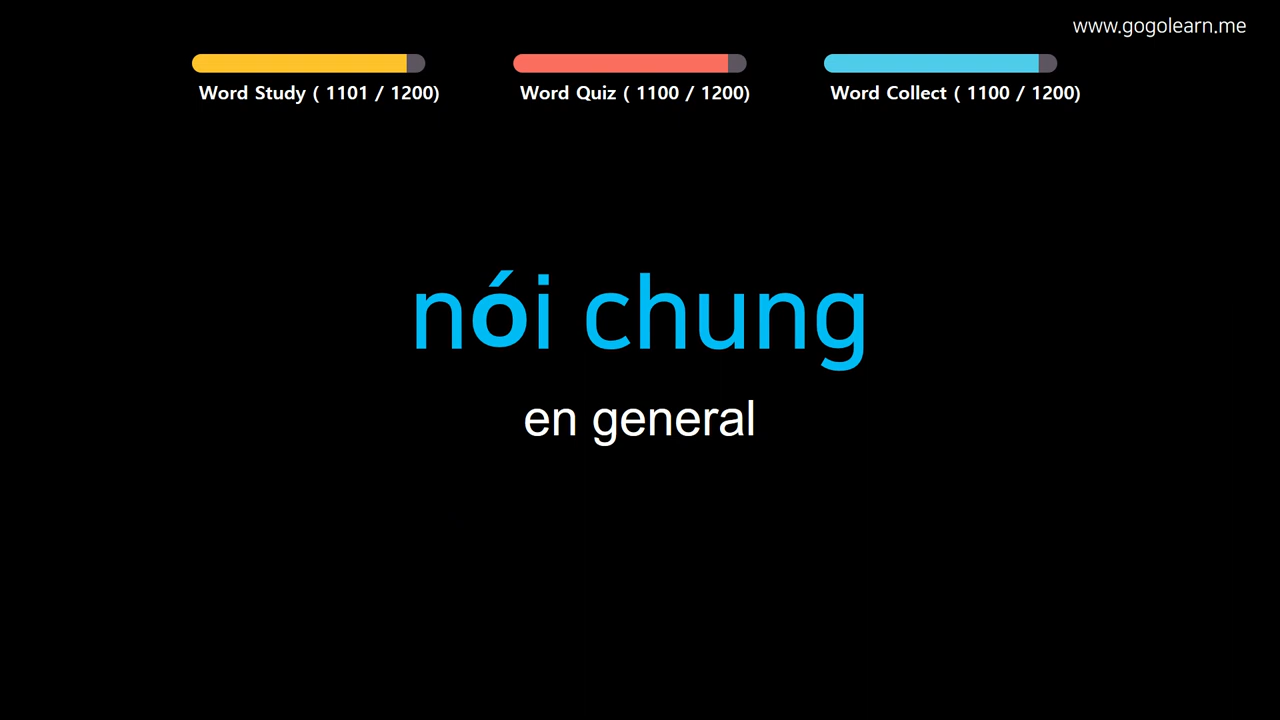 www.gogolearn.me
Word Study ( 1101 / 1200)
Word Quiz ( 1100 / 1200)
Word Collect ( 1100 / 1200)
nói chung
en general